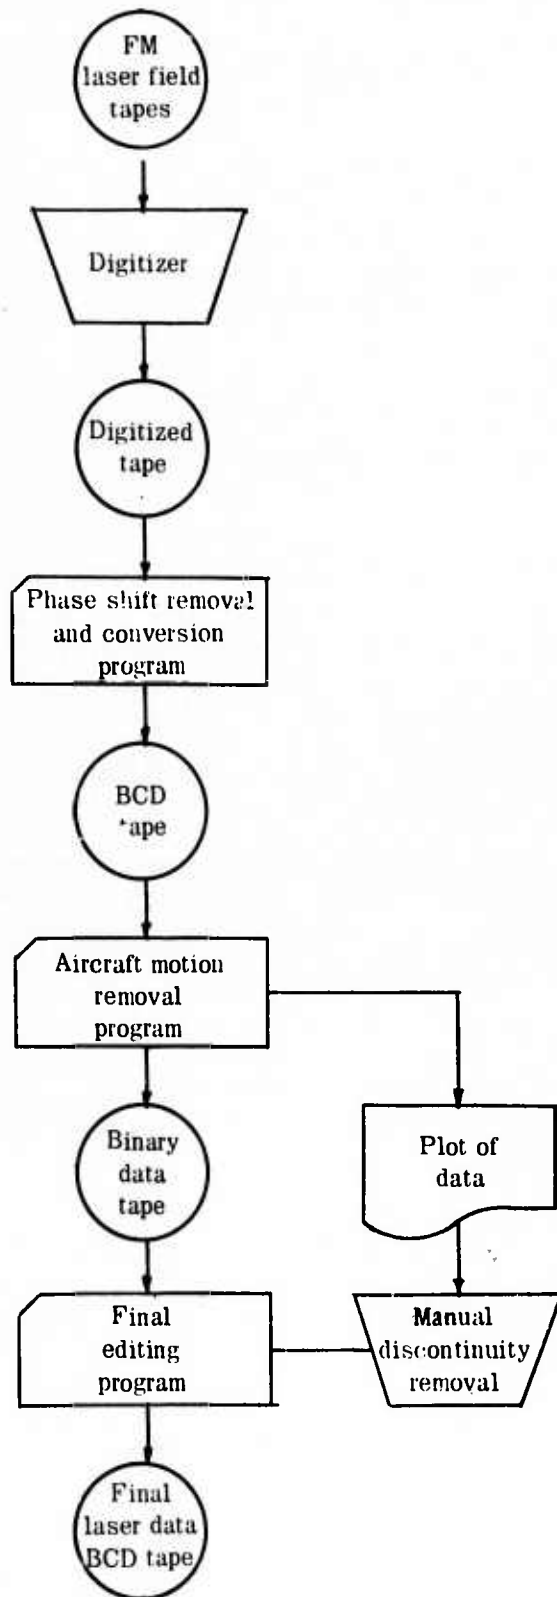 FM
laser field
tapes
Digitizer
Digitized
tape
Phase shift removal
and conversion
program
BCD
tape
Aircraft motion
removal
program
Binary
data
tape
Plot of
data
Final
editing
program
Manual
discontinuity
removal
Final
laser data
BCD tape